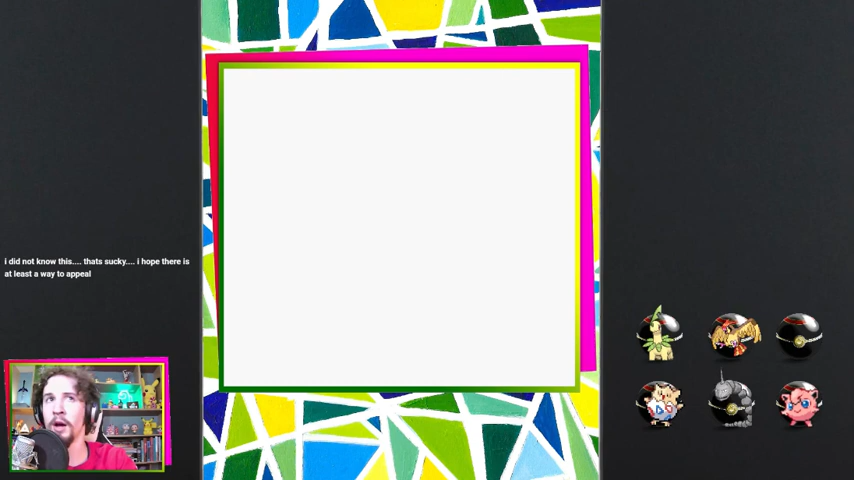 i did not know this.... thats sucky.... i hope there is
at least a way to appeal